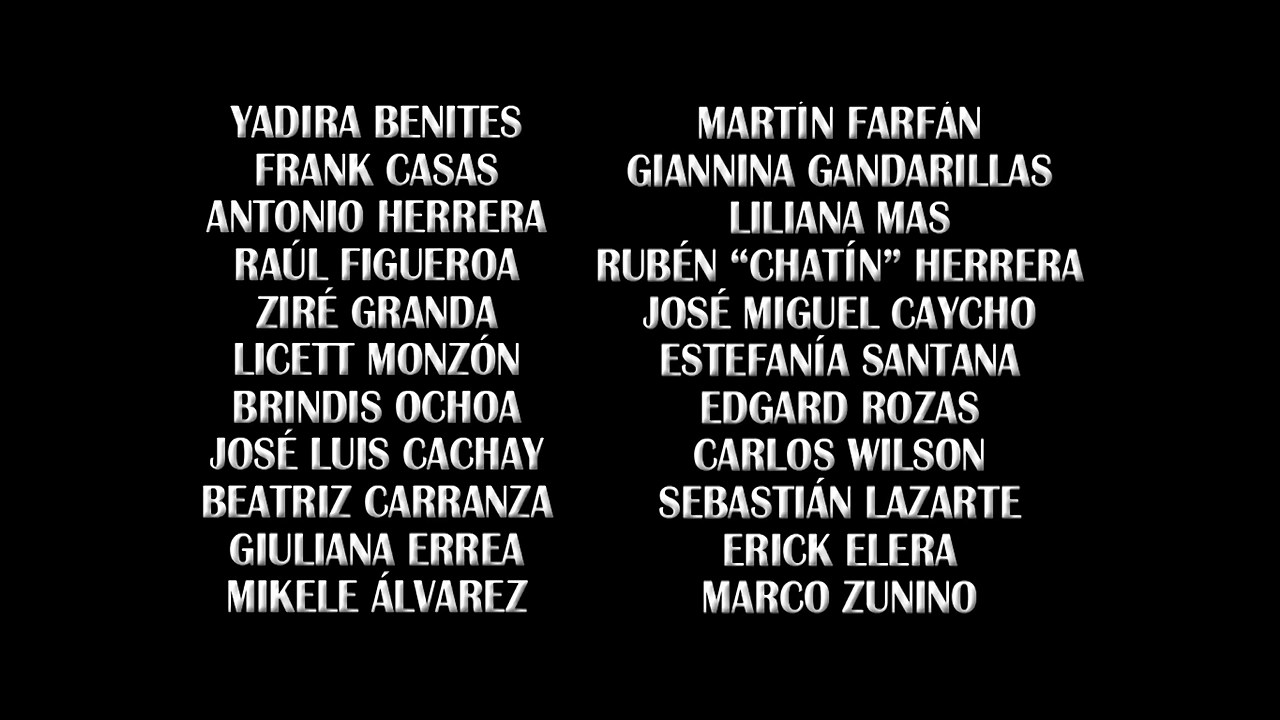 YADIRA BENITES
FRANK CASAS
ANTONIO HERRERA
RAÚL FIGUEROA
ZIRÉ GRANDA
LICETT MONZÓN
BRINDIS OCHOA
JOSÉ LUIS CACHAY
BEATRIZ CARRANZA
GIULIANA ERREA
MIKELE ÁLVAREZ
MARTÍN FARFÁN
GIANNINA GANDARILLAS
LILIANA MAS
RUBÉN “CHATÍN” HERRERA
JOSÉ MIGUEL CAYCHO
ESTEFANÍA SANTANA
EDGARD ROZAS
CARLOS WILSON
SEBASTIÁN LAZARTE
ERICK ELERA
MARCO ZUNINO